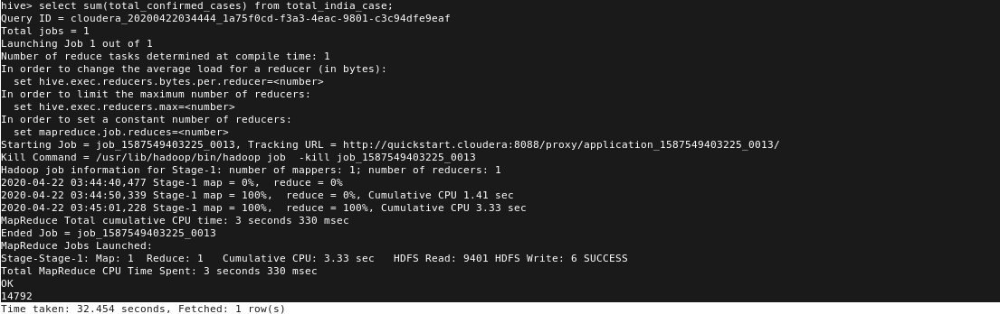 hive> select sum(total_confirmed_cases) from total_india_case;
Query ID = cloudera_20200422034444_1a75f0cd-f3a3-4eac-9801-c3c94dfe9eaf
Total jobs = 1
Launching Job 1 out of 1
Number of reduce tasks determined at compile time: 1
In order to change the average load for a reducer (in bytes):
  set hive.exec.reducers.bytes.per.reducer=<number>
In order to limit the maximum number of reducers:
  set hive.exec.reducers.max=<number>
In order to set a constant number of reducers:
  set mapreduce.job.reduces=<number>
Starting Job = job_1587549403225_0013, Tracking URL = http://quickstart.cloudera:8088/proxy/application_1587549403225_0013/
Kill Command = /usr/lib/hadoop/bin/hadoop job  -kill job_1587549403225_0013
Hadoop job information for Stage-1: number of mappers: 1; number of reducers: 1
2020-04-22 03:44:40,477 Stage-1 map = 0%,  reduce = 0%
2020-04-22 03:44:50,339 Stage-1 map = 100%,  reduce = 0%, Cumulative CPU 1.41 sec
2020-04-22 03:45:01,228 Stage-1 map = 100%,  reduce = 100%, Cumulative CPU 3.33 sec
MapReduce Total cumulative CPU time: 3 seconds 330 msec
Ended Job = job_1587549403225_0013
MapReduce Jobs Launched:
Stage-Stage-1: Map: 1  Reduce: 1   Cumulative CPU: 3.33 sec   HDFS Read: 9401 HDFS Write: 6 SUCCESS
Total MapReduce CPU Time Spent: 3 seconds 330 msec
OK
14792
Time taken: 32.454 seconds, Fetched: 1 row(s)